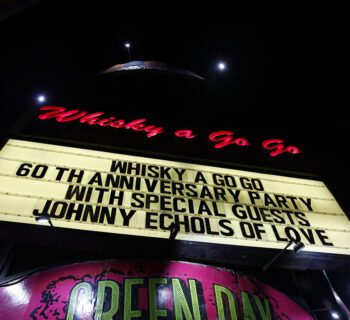 Whisky a Go Go
WHISKY A GO GO
60 TH ANNIVERSARY PARTY
WITH SPECIAL GUESTS
JOHNNY ECHOLS OF LOVE
GREEN DAY